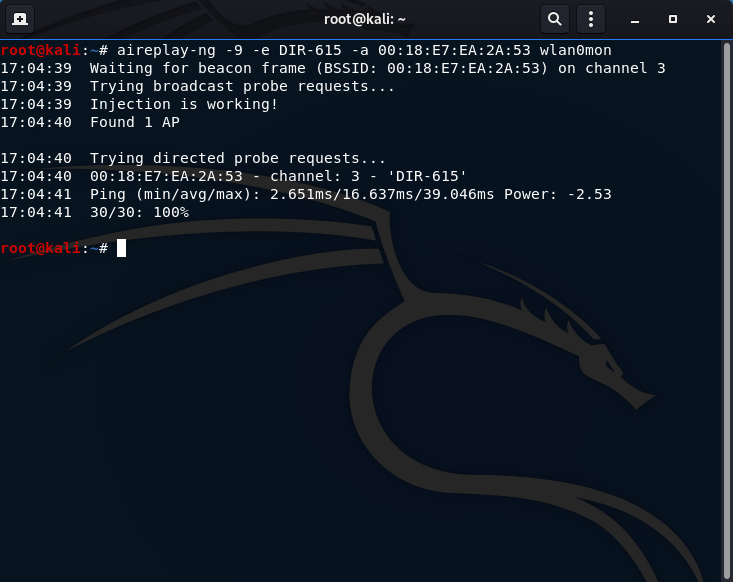 root@kali: ~
root@kali:~# aireplay-ng -9 -e DIR-615 -a 00:18:E7:EA:2A:53 wlan0mon
17:04:39  Waiting for beacon frame (BSSID: 00:18:E7:EA:2A:53) on channel 3
17:04:39  Trying broadcast probe requests...
17:04:39  Injection is working!
17:04:40  Found 1 AP
17:04:40  Trying directed probe requests...
17:04:40  00:18:E7:EA:2A:53 - channel: 3 - 'DIR-615'
17:04:41  Ping (min/avg/max): 2.651ms/16.637ms/39.046ms Power: -2.53
17:04:41  30/30: 100%
root@kali:~#